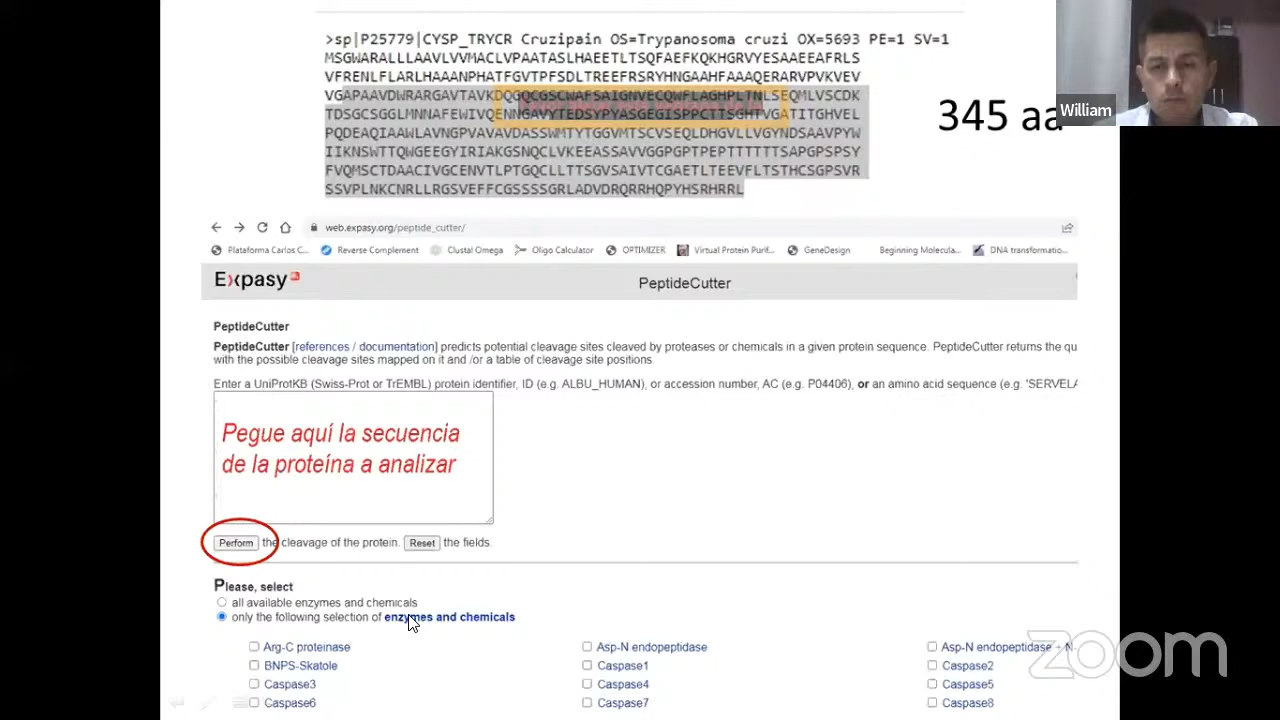 >sp|P25779|CYSP_TRYCR Cruzipain OS=Trypanosoma cruzi OX=5693 PE=1 SV=1
MSGWARALLLAAVLVVMACLVPAATASLHAEETLTSQFAEFKQKHGRVYESAAEEAFRLS
VFRENLFLARLHAAANPHATFGVTPFSDLTREEFRSRYHNGAAHFAAAQERARVPVKVEV
VGAPAAVDWRARGAVTAVKDQGQCGSCWAFSAIGNVECQWFLAGHPLTNLSEQMLVSCDK
TDSGCSGGLMNNAFEWIVQENNGAVYTEDSYPYASGEGISPPCTTSGHTVGATITGHVEL
PQDEAQIAAWLAVNGPVAVAVDASSWMTYTGGVMTSCVSEQLDHGVLLVGYNDSAAVPYW
IIKNSWTTQWGEEGYIRIAKGSNQCLVKEEASSAVVGGPGPTPEPTTTTTTSAPGPSPSY
FVQMSCTDAACIVGCENVTLPTGQCLLTTSGVSAIVTCGAETLTEEVFLTSTHCSGPSVR
SSVPLNKCNRLLRGSVEFFCGSSSSGRLADVDRQRRHQPYHSRHRRL
345 aa
William
web.expasy.org/peptide_cutter/
Plataforma Carlos C... Reverse Complement Clustal Omega Oligo Calculator OPTIMIZER Virtual Protein Purif... GeneDesign Beginning Molecula... DNA transformatio...
Expasy PeptideCutter
PeptideCutter
PeptideCutter [references / documentation] predicts potential cleavage sites cleaved by proteases or chemicals in a given protein sequence. PeptideCutter returns the qu
with the possible cleavage sites mapped on it and /or a table of cleavage site positions.
Enter a UniProtKB (Swiss-Prot or TrEMBL) protein identifier, ID (e.g. ALBU_HUMAN), or accession number, AC (e.g. P04406), or an amino acid sequence (e.g. 'SERVELA
Pegue aquí la secuencia
de la proteína a analizar
Perform the cleavage of the protein. Reset the fields.
Please, select
all available enzymes and chemicals
only the following selection of enzymes and chemicals
Arg-C proteinase Asp-N endopeptidase Asp-N endopeptidase + N-
BNPS-Skatole Caspase1 Caspase2
Caspase3 Caspase4 Caspase5
Caspase6 Caspase7 Caspase8
zoom